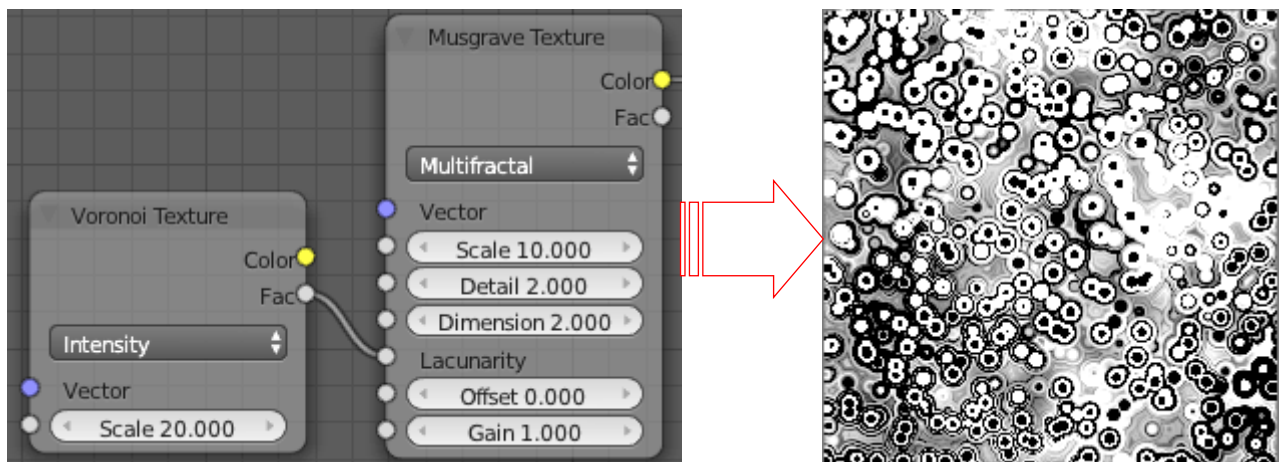 Voronoi Texture
Color
Fac
Intensity
Vector
Scale 20.000
Musgrave Texture
Color
Fac
Multifractal
Vector
Scale 10.000
Detail 2.000
Dimension 2.000
Lacunarity
Offset 0.000
Gain 1.000